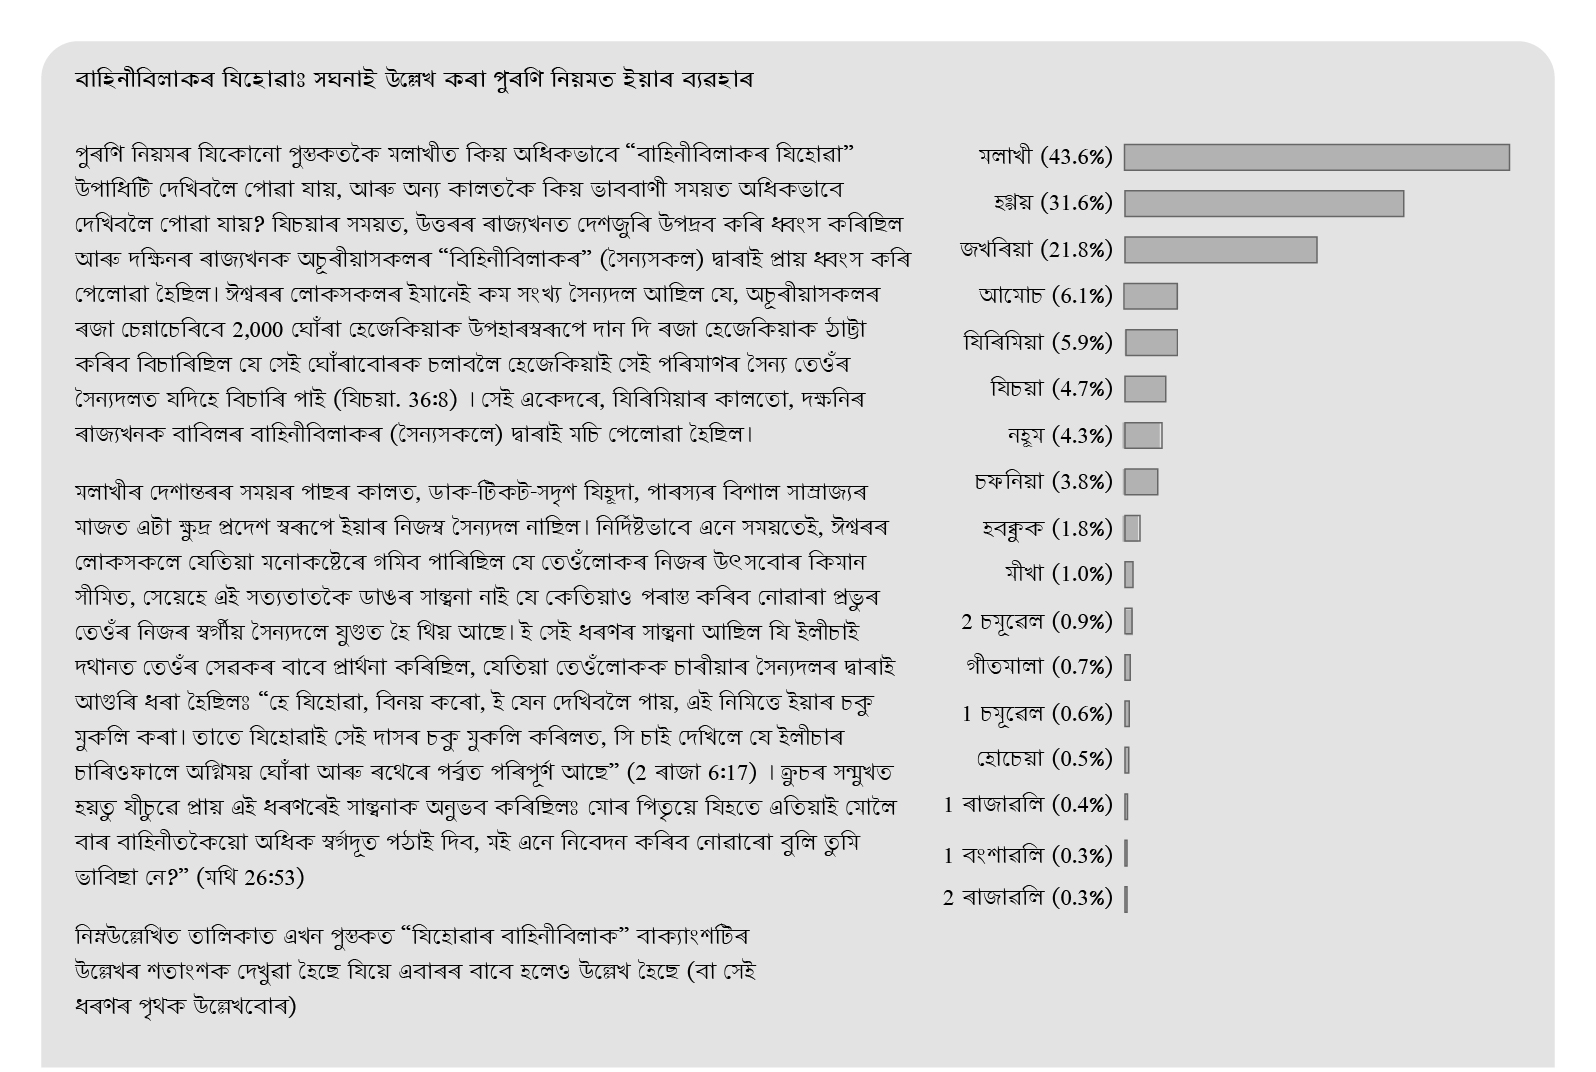 বাহিনীবিলাকৰ যিহোৱাঃ সঘনাই উল্লেখ কৰা পুৰণি নিয়মত ইয়াৰ ব্যৱহাৰ
পুৰণি নিয়মৰ যিকোনো পুস্তকতকৈ মলাখীত কিয় অধিকভাবে “বাহিনীবিলাকৰ যিহোৱা”
উপাধিটি দেখিবলৈ পোৱা যায়, আৰু অন্য কালতকৈ কিয় ভাববাণী সময়ত অধিকভাবে
দেখিবলৈ পোৱা যায়? যিচয়াৰ সময়ত, উত্তৰৰ ৰাজ্যখনত দেশজুৰি উপদ্ৰৱ কৰি ধ্বংস কৰিছিল
আৰু দক্ষিনৰ ৰাজ্যখনক অচূৰীয়াসকলৰ “বিহিনীবিলাকৰ” (সৈন্যসকল) দ্বাৰাই প্ৰায় ধ্বংস কৰি
পেলোৱা হৈছিল। ঈশ্বৰৰ লোকসকলৰ ইমানেই কম সংখ্য সৈন্যদল আছিল যে, অচূৰীয়াসকলৰ
ৰজা চেন্নাচেৰিবে 2,000 ঘোঁৰা হেজেকিয়াক উপহাৰস্বৰূপে দান দি ৰজা হেজেকিয়াক ঠাট্টা
কৰিব বিচাৰিছিল যে সেই ঘোঁৰাবোৰক চলাবলৈ হেজেকিয়াই সেই পৰিমাণৰ সৈন্য তেওঁৰ
সৈন্যদলত যদিহে বিচাৰি পাই (যিচয়া. 36:8) । সেই একেদৰে, যিৰিমিয়াৰ কালতো, দক্ষনিৰ
ৰাজ্যখনক বাবিলৰ বাহিনীবিলাকৰ (সৈন্যসকলে) দ্বাৰাই মচি পেলোৱা হৈছিল।
মলাখীৰ দেশান্তৰৰ সময়ৰ পাছৰ কালত, ডাক-টিকট-সদৃশ যিহূদা, পাৰস্যৰ বিশাল সাম্ৰাজ্যৰ
মাজত এটা ক্ষুদ্ৰ প্ৰদেশ স্বৰূপে ইয়াৰ নিজস্ব সৈন্যদল নাছিল। নিৰ্দিষ্টভাবে এনে সময়তেই, ঈশ্বৰৰ
লোকসকলে যেতিয়া মনোকষ্টেৰে গমিব পাৰিছিল যে তেওঁলোকৰ নিজৰ উৎসবোৰ কিমান
সীমিত, সেয়েহে এই সত্যতাতকৈ ডাঙৰ সান্ত্বনা নাই যে কেতিয়াও পৰাস্ত কৰিব নোৱাৰা প্ৰভুৰ
তেওঁৰ নিজৰ স্বৰ্গীয় সৈন্যদলে যুগুত হৈ থিয় আছে। ই সেই ধৰণৰ সান্ত্বনা আছিল যি ইলীচাই
দথানত তেওঁৰ সেৱকৰ বাবে প্ৰাৰ্থনা কৰিছিল, যেতিয়া তেওঁলোকক চাৰীয়াৰ সৈন্যদলৰ দ্বাৰাই
আগুৰি ধৰা হৈছিলঃ “হে যিহোৱা, বিনয় কৰো, ই যেন দেখিবলৈ পায়, এই নিমিত্তে ইয়াৰ চকু
মুকলি কৰা। তাতে যিহোৱাই সেই দাসৰ চকু মুকলি কৰিলত, সি চাই দেখিলে যে ইলীচাৰ
চাৰিওফালে অগ্নিময় ঘোঁৰা আৰু ৰথেৰে পৰ্ব্বত পৰিপূৰ্ণ আছে” (2 ৰাজা 6:17) । ক্ৰুচৰ সন্মুখত
হয়তু যীচুৱে প্ৰায় এই ধৰণৰেই সান্ত্বনাক অনুভব কৰিছিলঃ মোৰ পিতৃয়ে যিহতে এতিয়াই মোলৈ
বাৰ বাহিনীতকৈয়ো অধিক স্বৰ্গদূত পঠাই দিব, মই এনে নিবেদন কৰিব নোৱাৰো বুলি তুমি
ভাবিছা নে?” (মথি 26:53)
নিম্নউল্লেখিত তালিকাত এখন পুস্তকত “যিহোৱাৰ বাহিনীবিলাক” বাক্যাংশটিৰ
উল্লেখৰ শতাংশক দেখুৱা হৈছে যিয়ে এবাৰৰ বাবে হলেও উল্লেখ হৈছে (বা সেই
ধৰণৰ পৃথক উল্লেখবোৰ)
মলাখী (43.6%)
হগ্গয় (31.6%)
জখৰিয়া (21.8%)
আমোচ (6.1%)
যিৰিমিয়া (5.9%)
যিচয়া (4.7%)
নহূম (4.3%)
চফনিয়া (3.8%)
হবক্কুক (1.8%)
মীখা (1.0%)
2 চমূৱেল (0.9%)
গীতমালা (0.7%)
1 চমূৱেল (0.6%)
হোচেয়া (0.5%)
1 ৰাজাৱলি (0.4%)
1 বংশাৱলি (0.3%)
2 ৰাজাৱলি (0.3%)